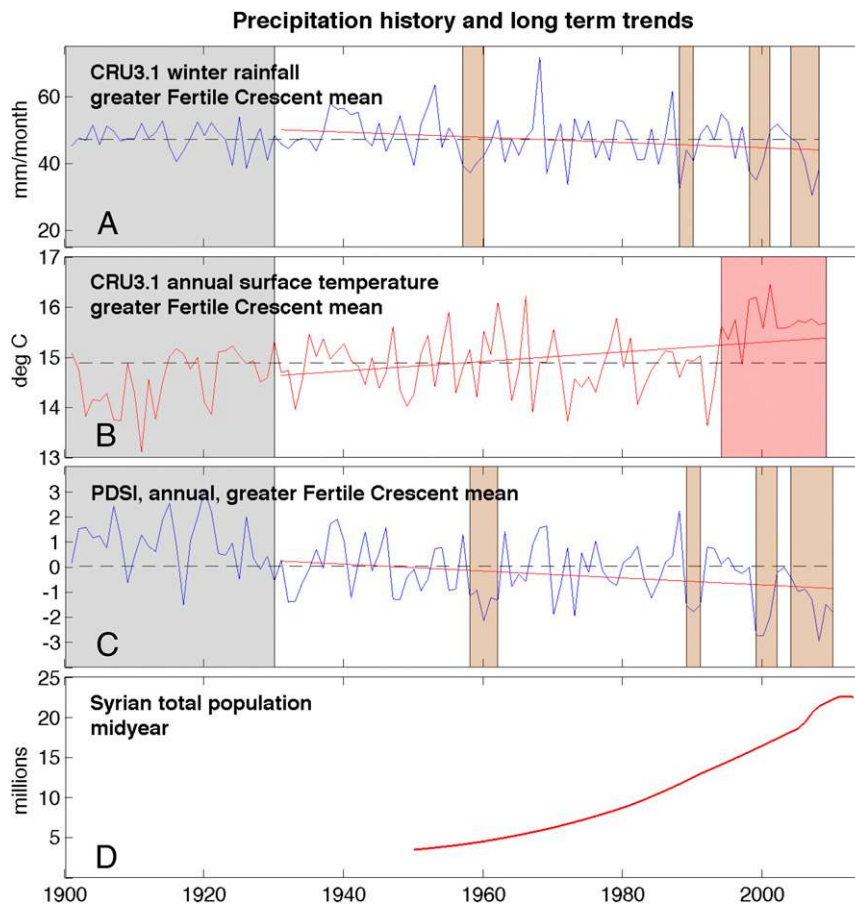 Precipitation history and long term trends
CRU3.1 winter rainfall
greater Fertile Crescent mean
mm/month
60
40
20
A
17
CRU3.1 annual surface temperature
greater Fertile Crescent mean
deg C
16
15
14
13
B
PDSI, annual, greater Fertile Crescent mean
3
2
1
0
-1
-2
-3
C
25
Syrian total population
midyear
millions
20
15
10
5
D
1900
1920
1940
1960
1980
2000